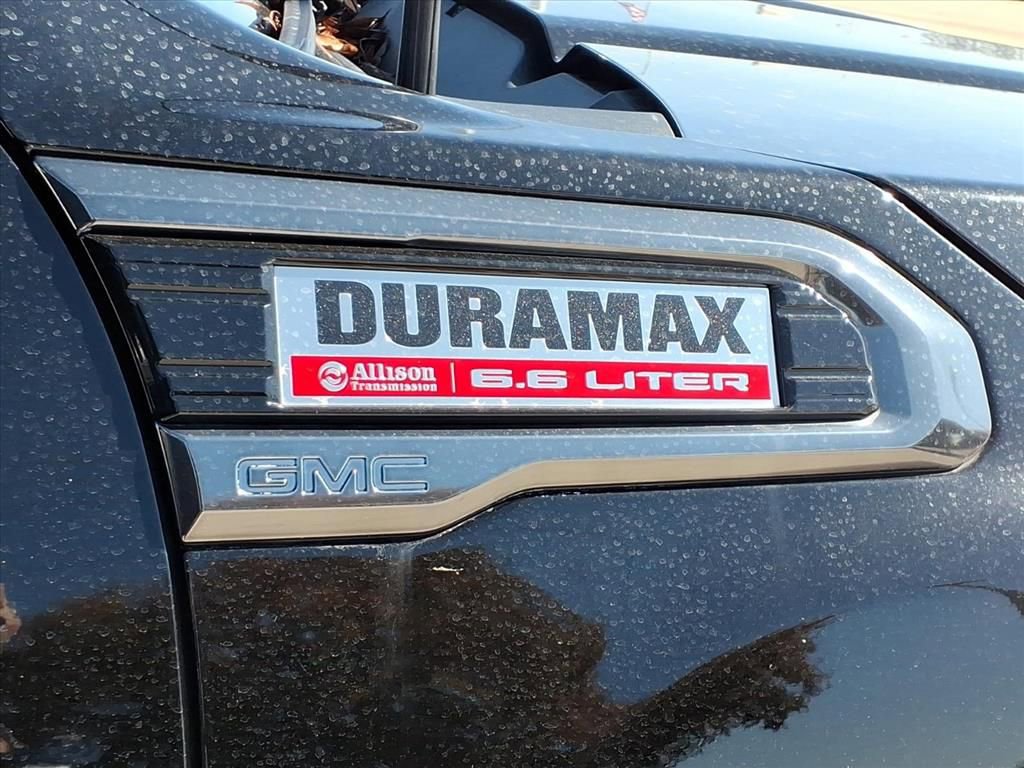 DURAMAX
Allison Transmission | 6.6 LITER
GMC